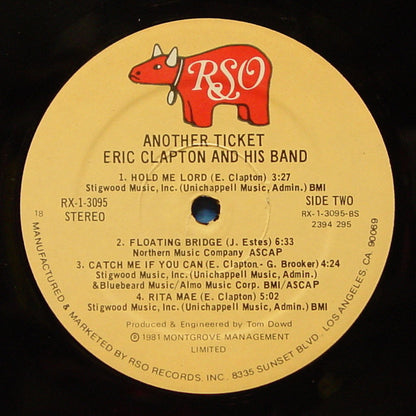 RSO
ANOTHER TICKET
ERIC CLAPTON AND HIS BAND
1. HOLD ME LORD (E. Clapton) 3:27
Stigwood Music, Inc. (Unichappell Music, Admin.) BMI
RX-1-3095
STEREO
SIDE TWO
RX-1-3095-BS
2394 295
18
2. FLOATING BRIDGE (J. Estes) 6:33
Northern Music Company ASCAP
3. CATCH ME IF YOU CAN (E. Clapton - G. Brooker) 4:24
Stigwood Music, Inc. (Unichappell Music, Admin.)
&Bluebeard Music/Almo Music Corp. BMI/ASCAP
4. RITA MAE (E. Clapton) 5:02
Stigwood Music, Inc. (Unichappell Music, Admin.) BMI
Produced & Engineered by Tom Dowd
℗ 1981 MONTGROVE MANAGEMENT
LIMITED
MANUFACTURED & MARKETED BY RSO RECORDS, INC. 8335 SUNSET BLVD., LOS ANGELES, CA. 90069